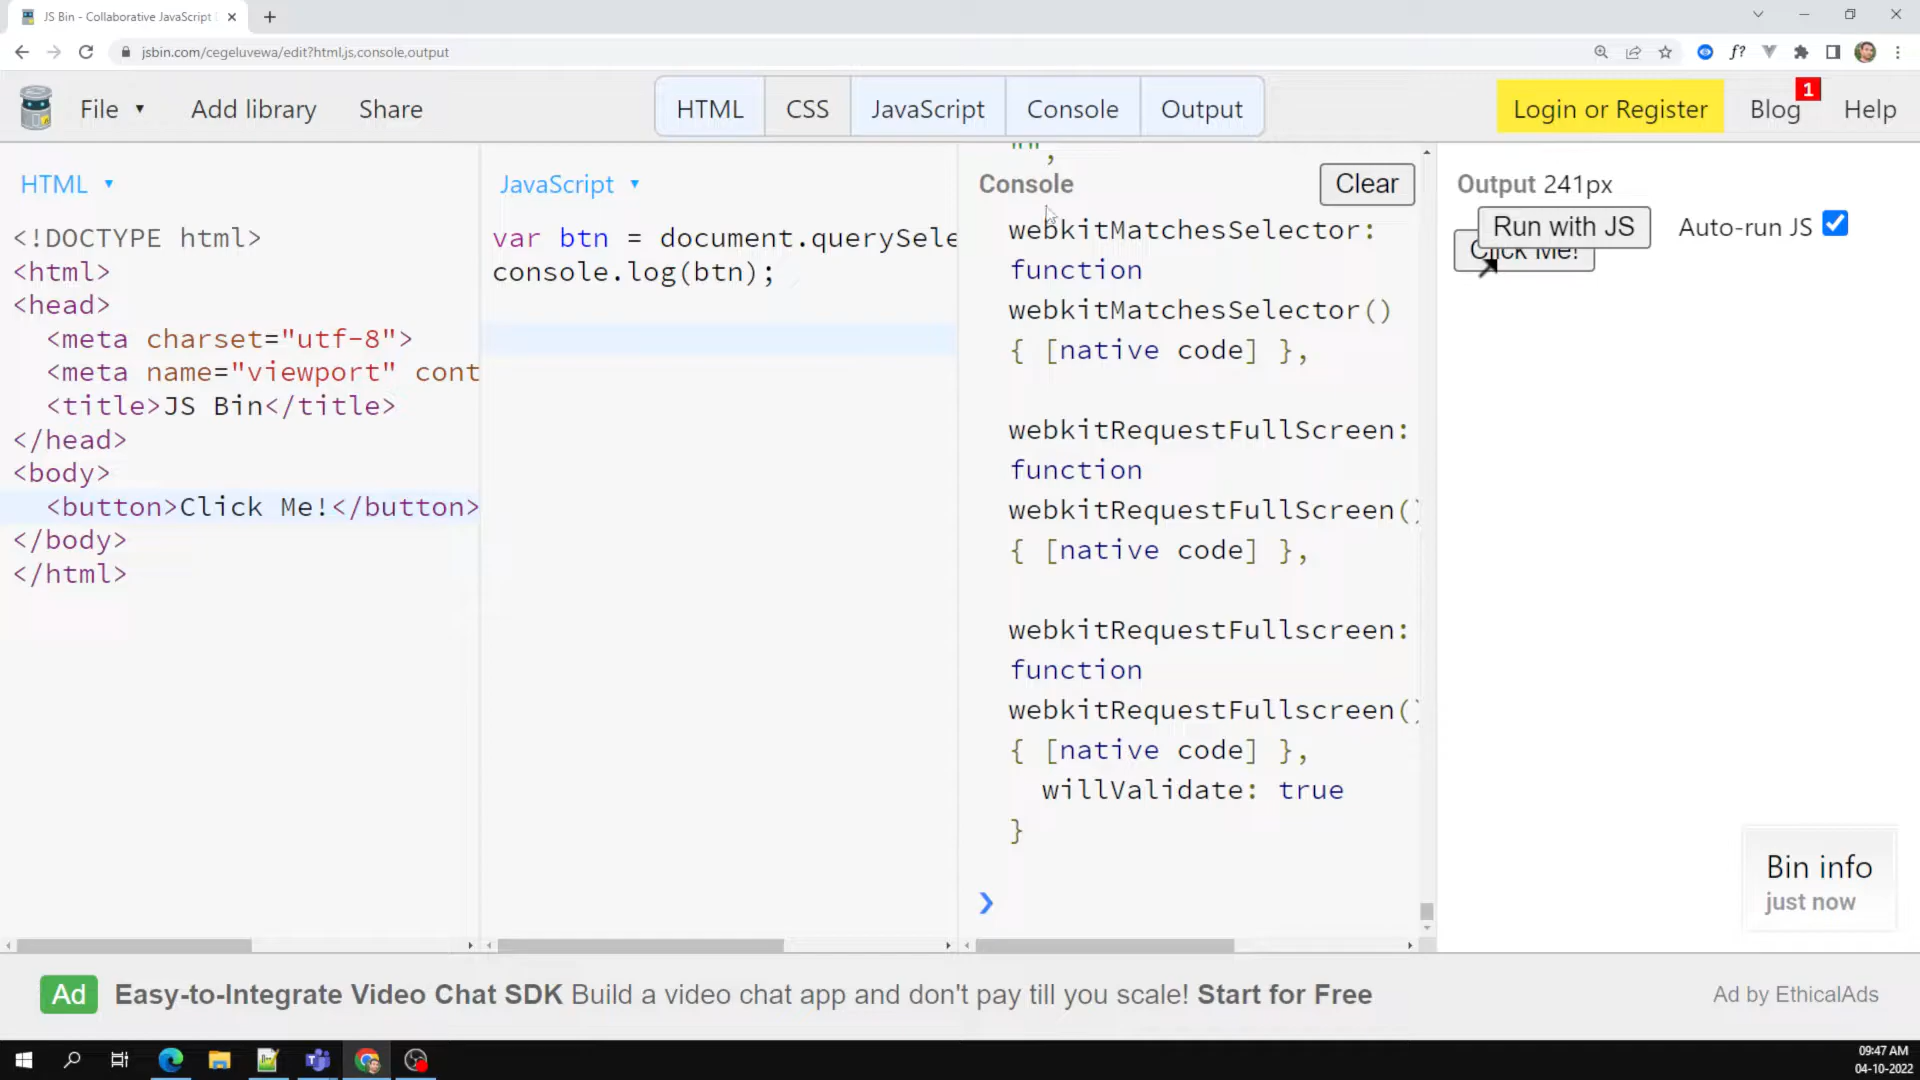 JS Bin - Collaborative JavaScript
jsbin.com/cegeluvewa/edit?html,js,console,output
f?
File
Add library
Share
HTML
CSS
JavaScript
Console
Output
Login or Register
Blog
1
Help
HTML
<!DOCTYPE html>
<html>
<head>
<meta charset="utf-8">
<meta name="viewport" cont
<title>JS Bin</title>
</head>
<body>
<button>Click Me!</button>
</body>
</html>
JavaScript
var btn = document.querySele
console.log(btn);
"",
Console
Clear
webkitMatchesSelector:
function
webkitMatchesSelector()
{ [native code] },
webkitRequestFullScreen:
function
webkitRequestFullScreen()
{ [native code] },
webkitRequestFullscreen:
function
webkitRequestFullscreen()
{ [native code] },
willValidate: true
}
Output 241px
Run with JS
Auto-run JS
Click Me!
Bin info
just now
Ad
Easy-to-Integrate Video Chat SDK Build a video chat app and don't pay till you scale! Start for Free
Ad by EthicalAds
09:47 AM
04-10-2022